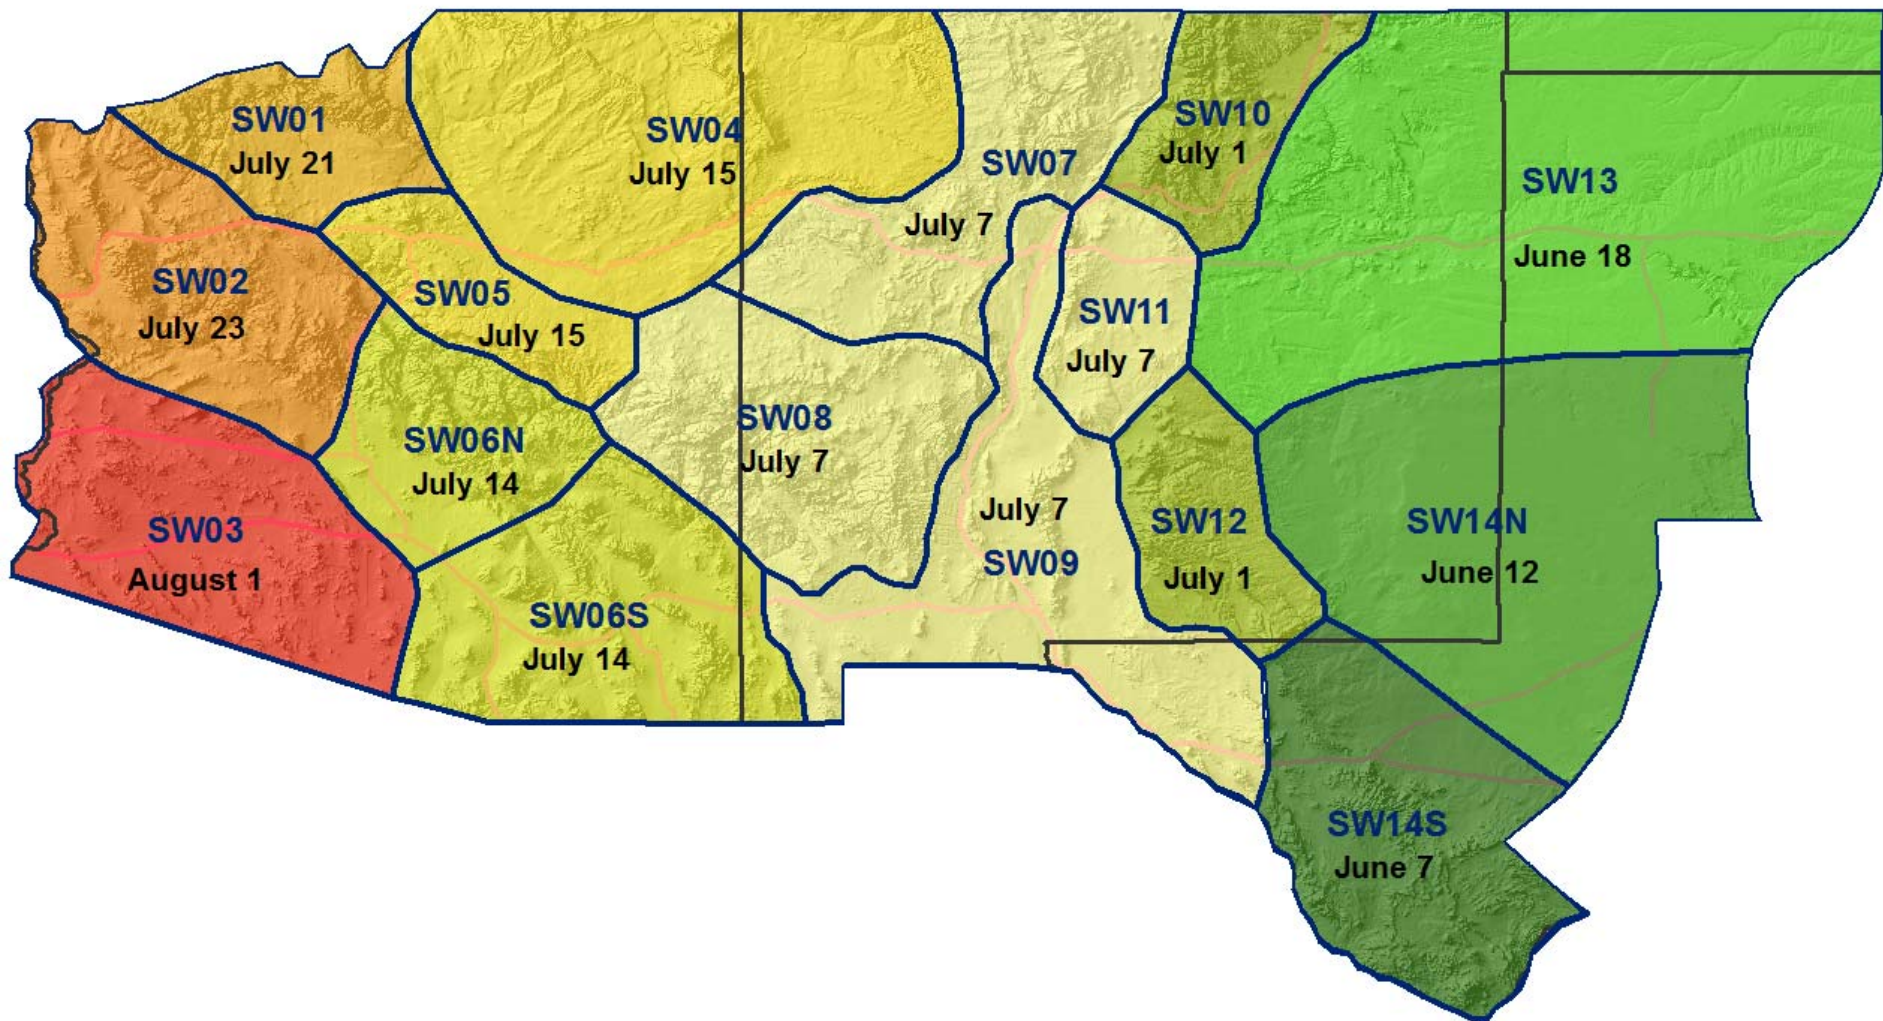 SW01
July 21
SW02
July 23
SW03
August 1
SW04
July 15
SW05
July 15
SW06N
July 14
SW06S
July 14
SW07
July 7
SW08
July 7
July 7
SW09
SW10
July 1
SW11
July 7
SW12
July 1
SW13
June 18
SW14N
June 12
SW14S
June 7